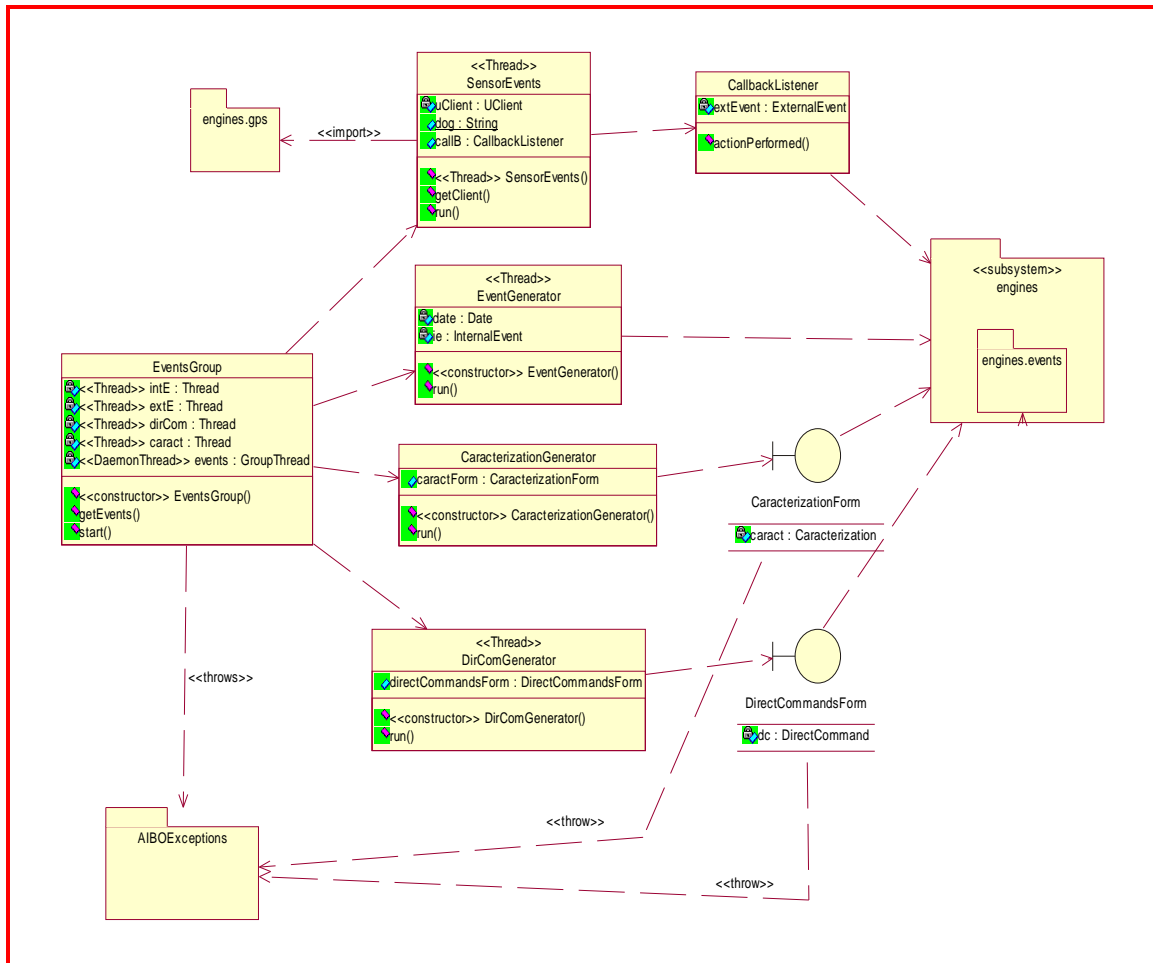 <<Thread>>
SensorEvents
uClient : UClient
dog : String
callB : CallbackListener
<<Thread>> SensorEvents()
getClient()
run()
CallbackListener
extEvent : ExternalEvent
actionPerformed()
engines.gps
<<import>>
<<subsystem>>
engines
engines.events
<<Thread>>
EventGenerator
date : Date
ie : InternalEvent
<<constructor>> EventGenerator()
run()
EventsGroup
<<Thread>> intE : Thread
<<Thread>> extE : Thread
<<Thread>> dirCom : Thread
<<Thread>> caract : Thread
<<DaemonThread>> events : GroupThread
<<constructor>> EventsGroup()
getEvents()
start()
CaracterizationGenerator
caractForm : CaracterizationForm
<<constructor>> CaracterizationGenerator()
run()
CaracterizationForm
caract : Caracterization
<<Thread>>
DirComGenerator
directCommandsForm : DirectCommandsForm
<<constructor>> DirComGenerator()
run()
DirectCommandsForm
dc : DirectCommand
<<throws>>
AIBOExceptions
<<throw>>
<<throw>>